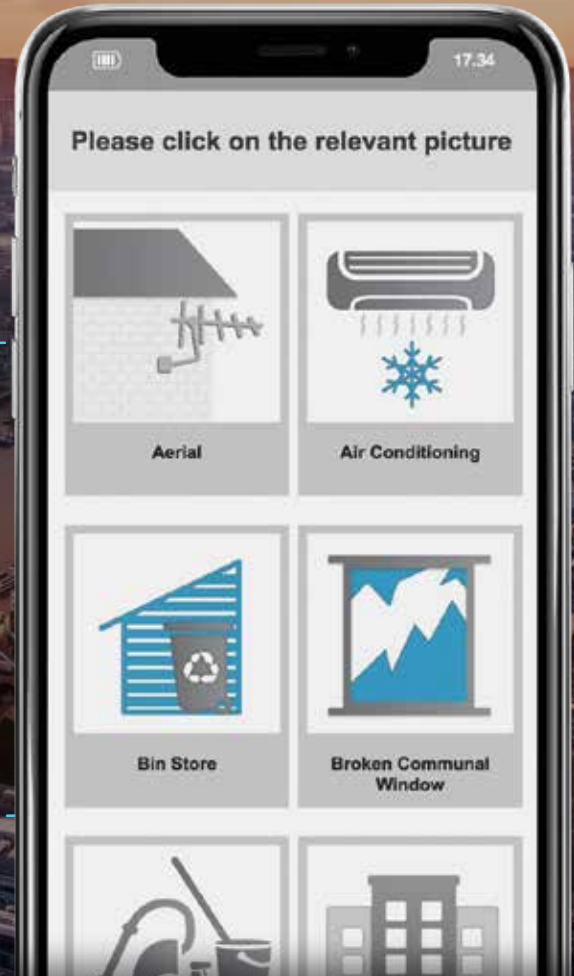 17.34
Please click on the relevant picture
Aerial
Air Conditioning
Bin Store
Broken Communal
Window